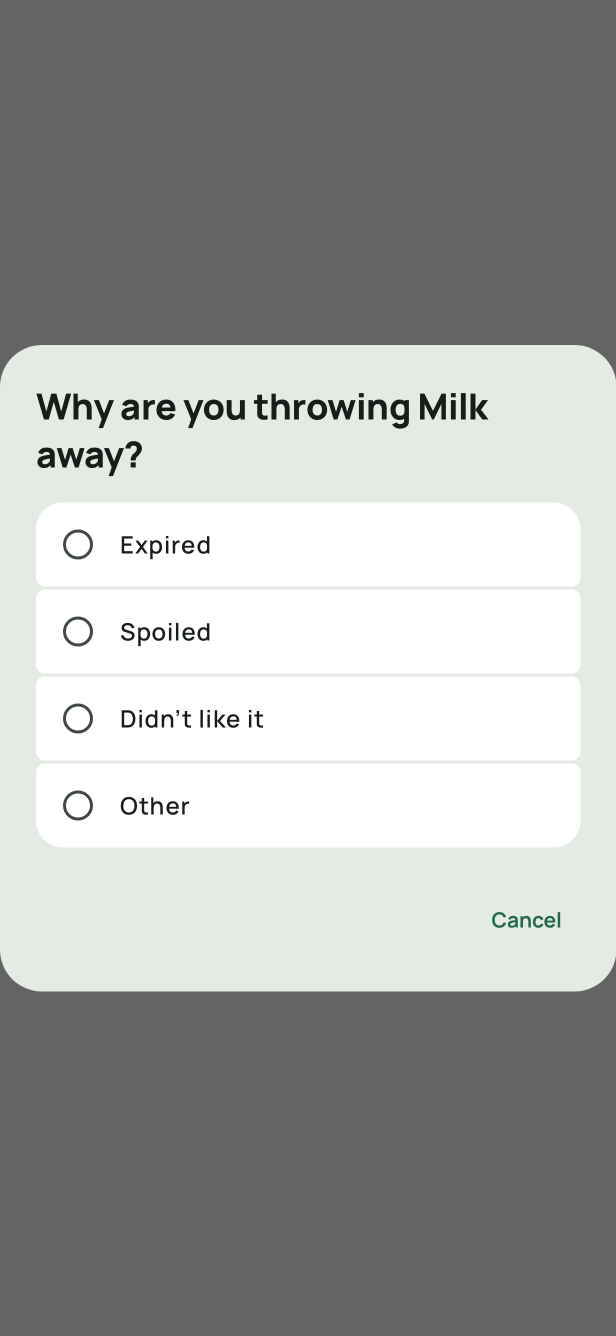 Why are you throwing Milk
away?
Expired
Spoiled
Didn’t like it
Other
Cancel